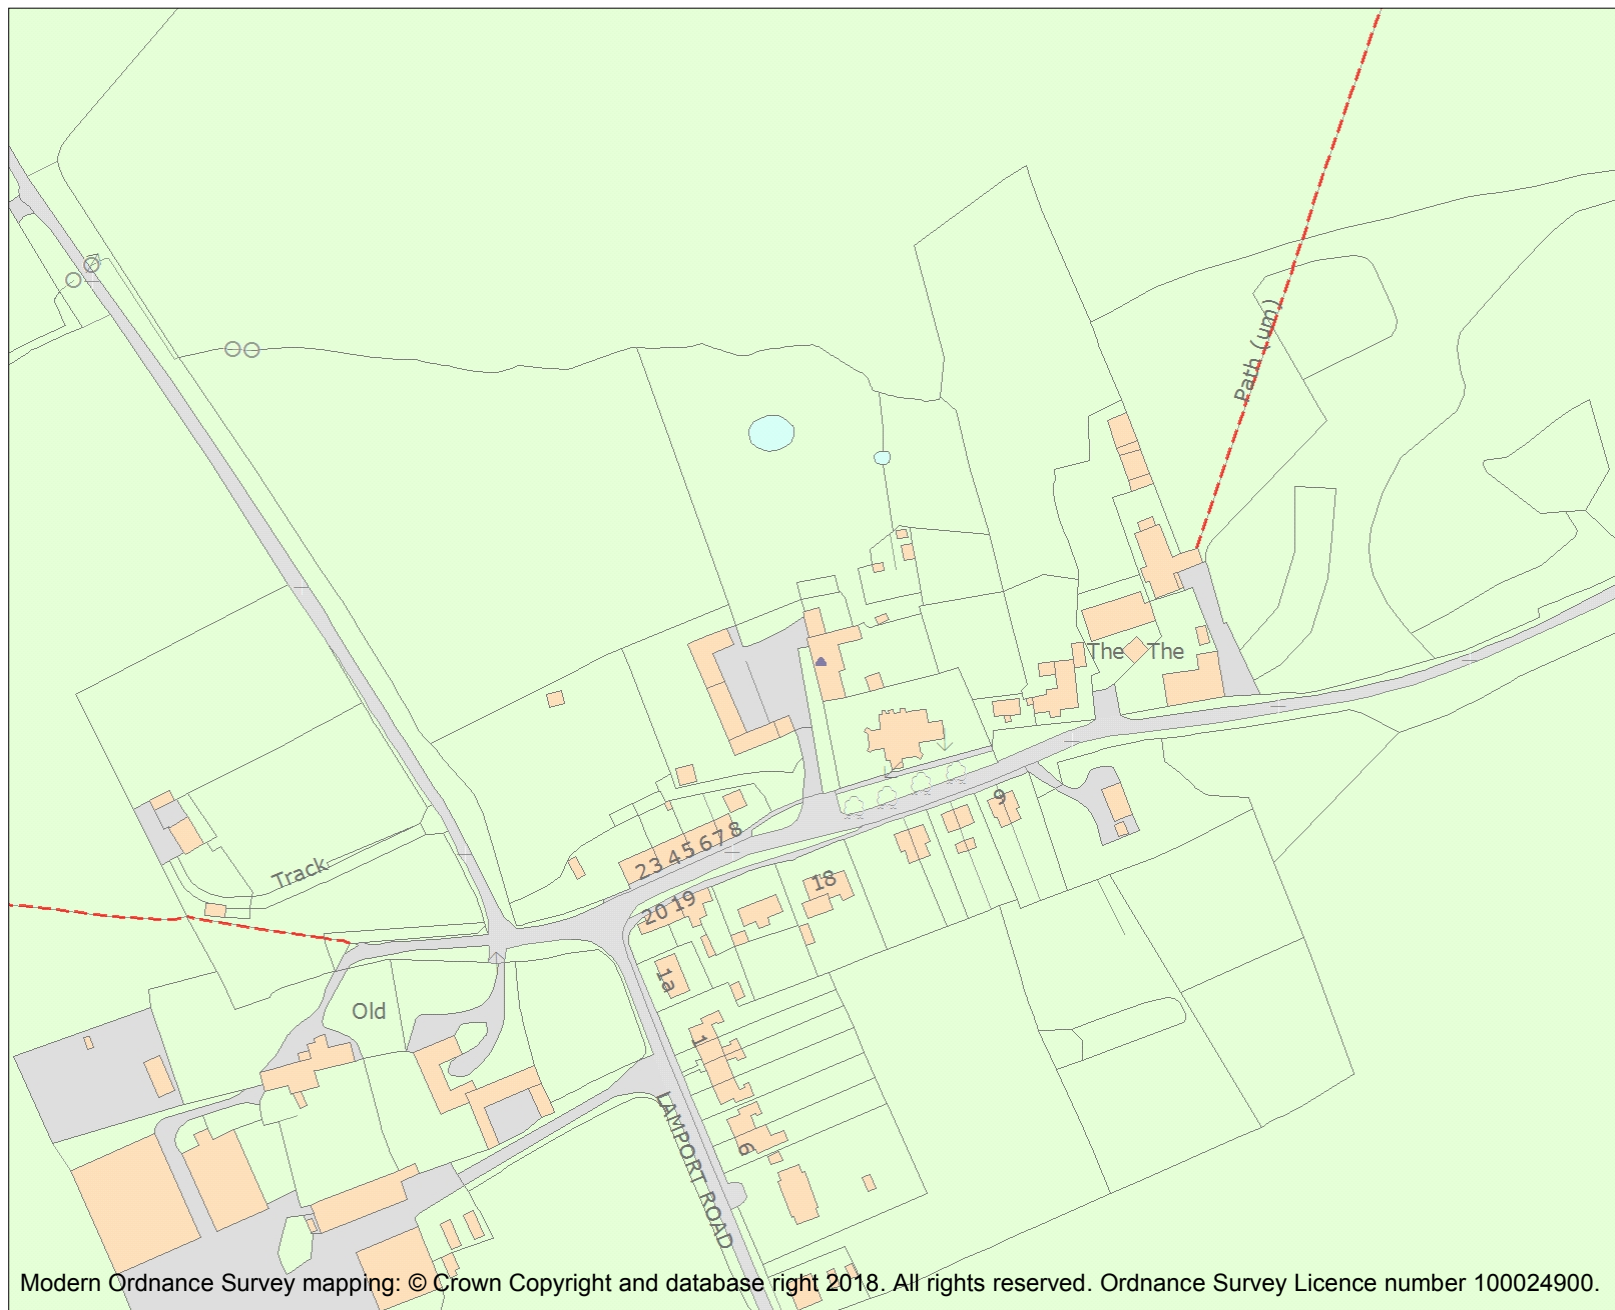 Path (um)
The The
9
2 3 4 5 6 7 8
18
20 19
Track
1a
Old
1
6
LAMPORT ROAD
Modern Ordnance Survey mapping: © Crown Copyright and database right 2018. All rights reserved. Ordnance Survey Licence number 100024900.